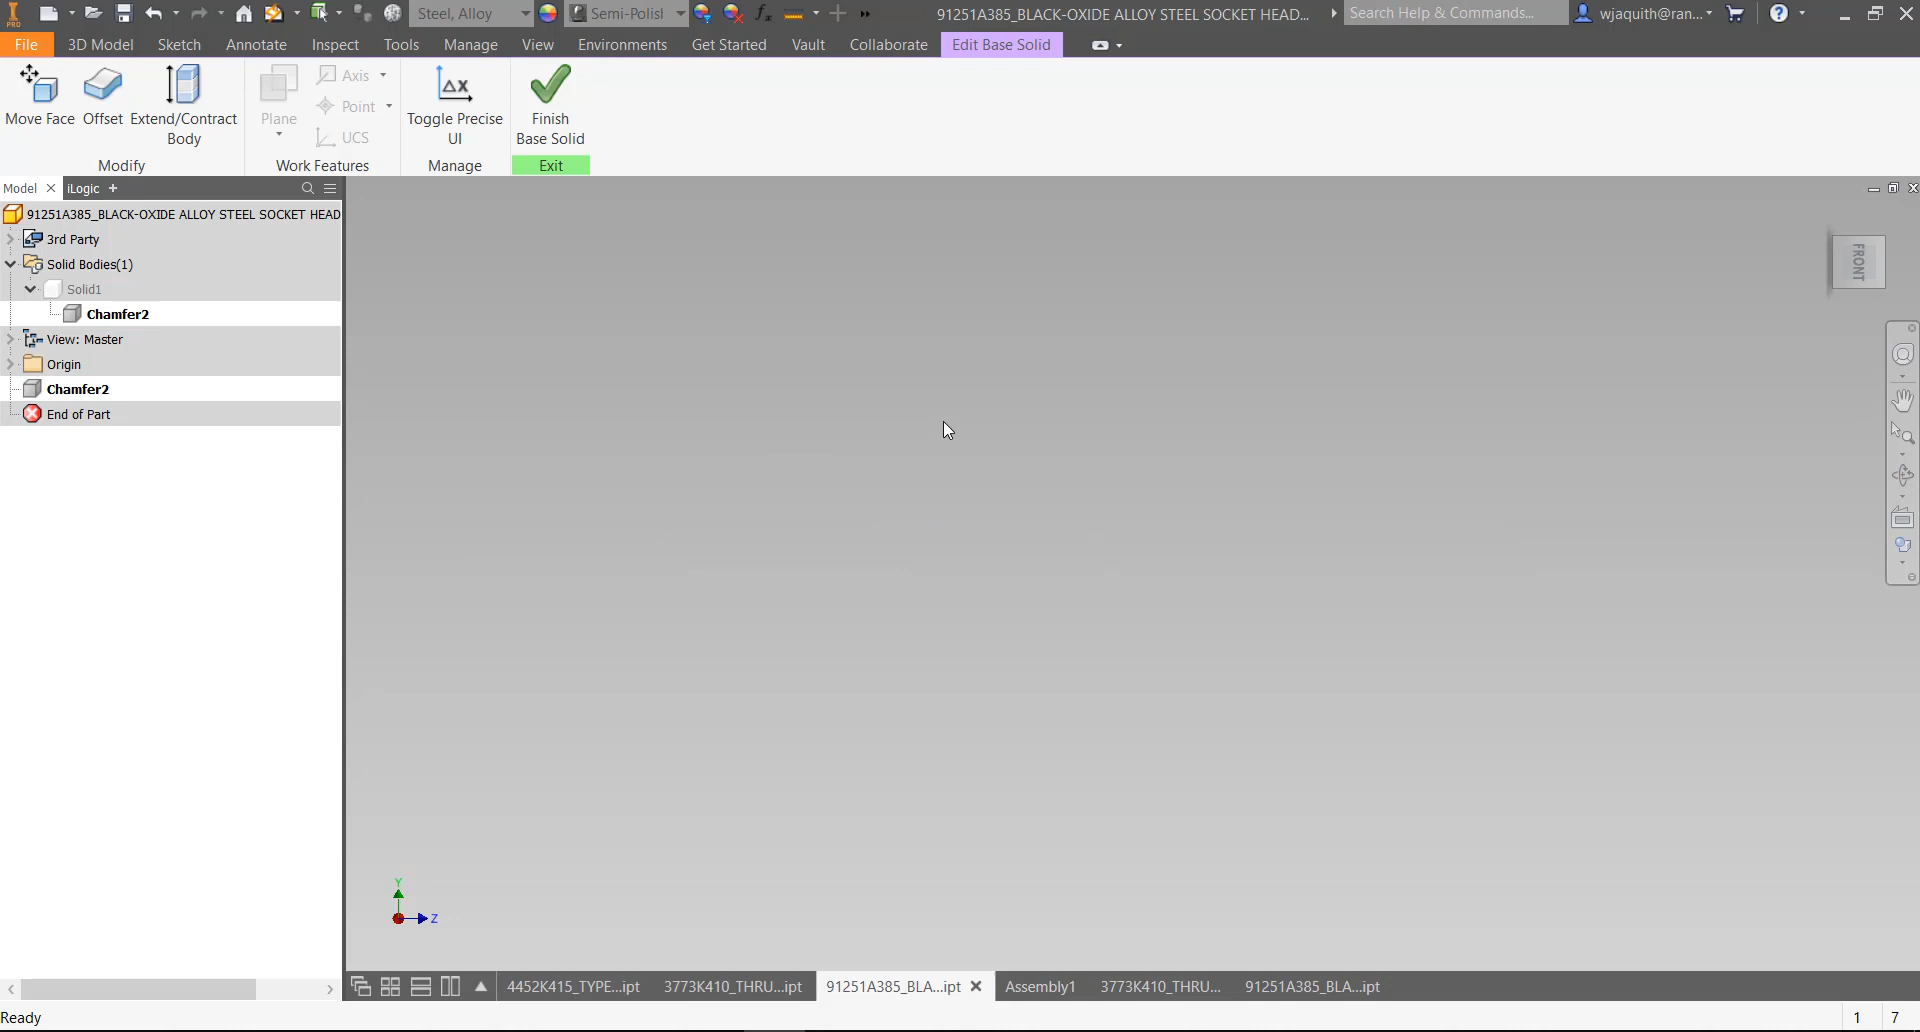 PRO
Steel, Alloy
Semi-Polish
fx
91251A385_BLACK-OXIDE ALLOY STEEL SOCKET HEAD...
Search Help & Commands...
wjaquith@ran...
?
File
3D Model
Sketch
Annotate
Inspect
Tools
Manage
View
Environments
Get Started
Vault
Collaborate
Edit Base Solid
Move Face
Offset
Extend/Contract
Body
Plane
Axis
Point
UCS
ΔX
Toggle Precise
UI
Finish
Base Solid
Modify
Work Features
Manage
Exit
Model
iLogic
91251A385_BLACK-OXIDE ALLOY STEEL SOCKET HEAD
3rd Party
Solid Bodies(1)
Solid1
Chamfer2
View: Master
Origin
Chamfer2
End of Part
FRONT
Y
Z
4452K415_TYPE...ipt
3773K410_THRU...ipt
91251A385_BLA...ipt
Assembly1
3773K410_THRU...
91251A385_BLA...ipt
Ready
1
7